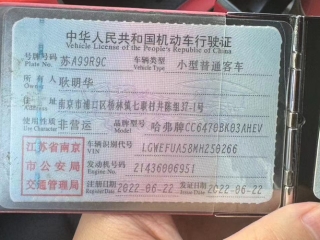 中华人民共和国机动车行驶证
Vehicle License of the People's Republic of China
号牌号码 苏A99R9C 车辆类型 小型普通客车
Plate No. Vehicle Type
所有人 耿明华
Owner
住址 南京市浦口区桥林镇七联村井陈组37-1号
使用性质 非营运 品牌型号 哈弗牌CC6470BK03AHEV
Use Character Model
江苏省南京 车辆识别代号 LGWEFUA58MH250266
VIN
市公安局 发动机号码 21436006951
Engine No.
交通管理局 注册日期 2022-06-22 发证日期 2022-06-22
Register Date Issue Date